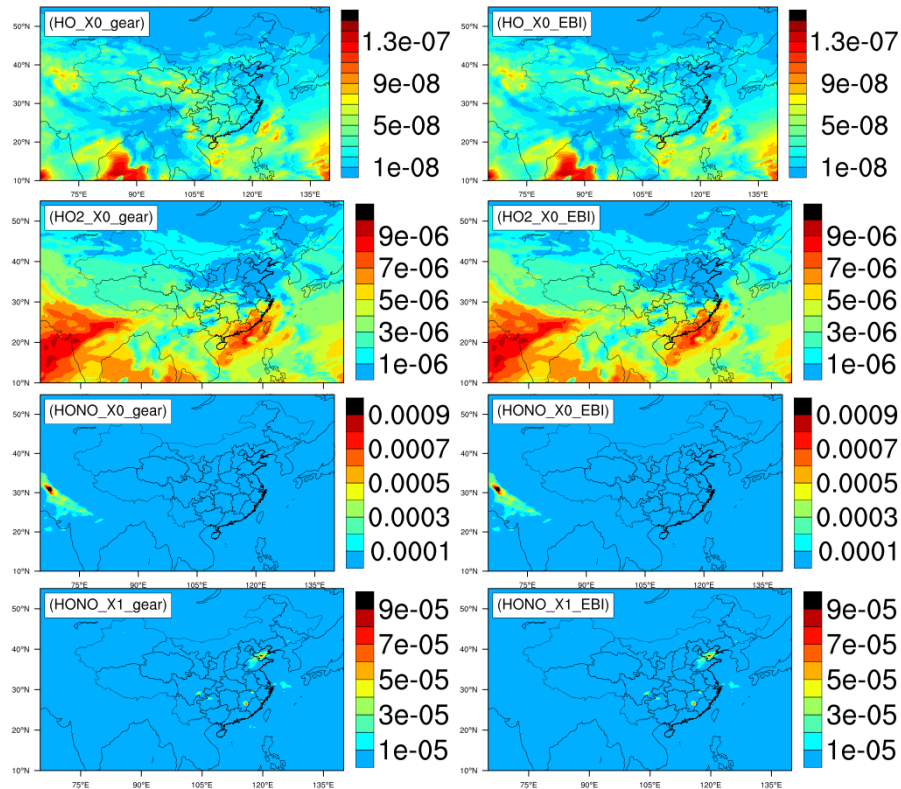 (HO_X0_gear)
55°N
50°N
40°N
30°N
20°N
10°N
75°E
90°E
105°E
120°E
135°E
1.3e-07
9e-08
5e-08
1e-08
(HO_X0_EBI)
50°N
40°N
30°N
20°N
10°N
75°E
90°E
105°E
120°E
135°E
1.3e-07
9e-08
5e-08
1e-08
(HO2_X0_gear)
50°N
40°N
30°N
20°N
10°N
75°E
90°E
105°E
120°E
135°E
9e-06
7e-06
5e-06
3e-06
1e-06
(HO2_X0_EBI)
50°N
40°N
30°N
20°N
10°N
75°E
90°E
105°E
120°E
135°E
9e-06
7e-06
5e-06
3e-06
1e-06
(HONO_X0_gear)
50°N
40°N
30°N
20°N
10°N
75°E
90°E
105°E
120°E
135°E
0.0009
0.0007
0.0005
0.0003
0.0001
(HONO_X0_EBI)
50°N
40°N
30°N
20°N
10°N
75°E
90°E
105°E
120°E
135°E
0.0009
0.0007
0.0005
0.0003
0.0001
(HONO_X1_gear)
50°N
40°N
30°N
20°N
10°N
75°E
90°E
105°E
120°E
135°E
9e-05
7e-05
5e-05
3e-05
1e-05
(HONO_X1_EBI)
50°N
40°N
30°N
20°N
10°N
75°E
90°E
105°E
120°E
135°E
9e-05
7e-05
5e-05
3e-05
1e-05